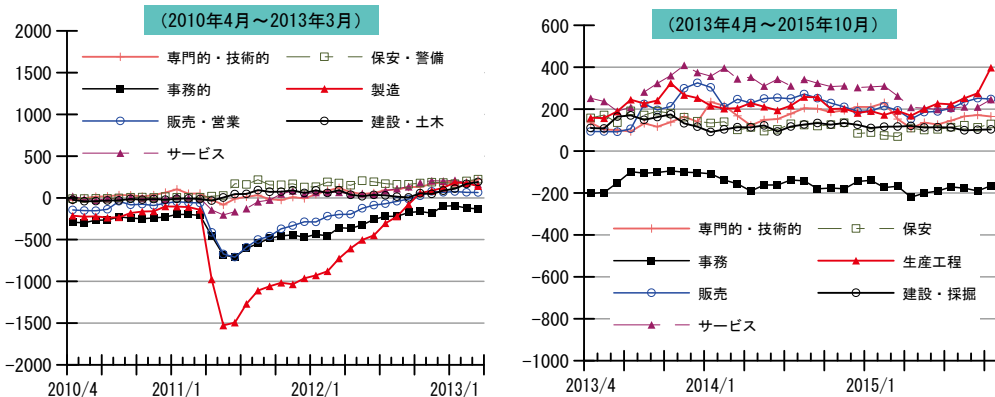 (2010年4月～2013年3月)
2000
1500
1000
500
0
−500
−1000
−1500
−2000
専門的・技術的
保安・警備
事務的
製造
販売・営業
建設・土木
サービス
2010/4
2011/1
2012/1
2013/1
(2013年4月～2015年10月)
600
400
200
0
−200
−400
−600
−800
−1000
専門的・技術的
保安
事務
生産工程
販売
建設・採掘
サービス
2013/4
2014/1
2015/1